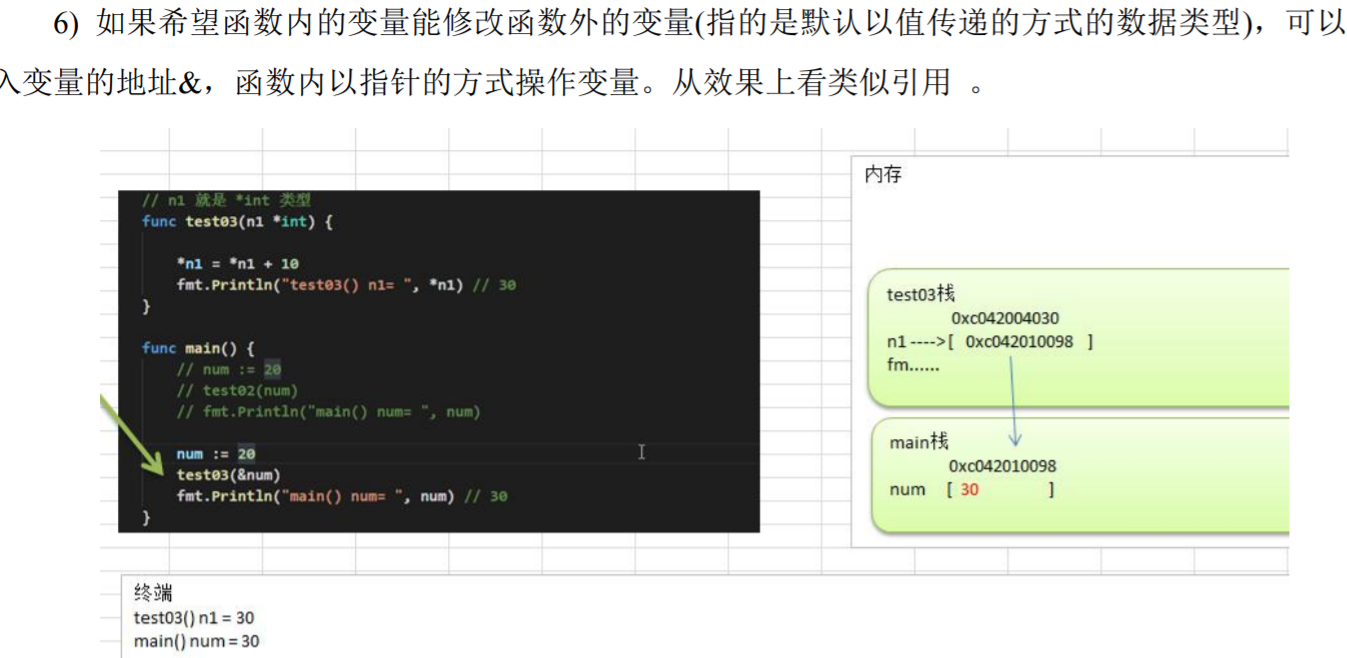 6) 如果希望函数内的变量能修改函数外的变量(指的是默认以值传递的方式的数据类型)，可以
入变量的地址&，函数内以指针的方式操作变量。从效果上看类似引用 。
// n1 就是 *int 类型
func test03(n1 *int) {
*n1 = *n1 + 10
fmt.Println("test03() n1= ", *n1) // 30
}
func main() {
// num := 20
// test02(num)
// fmt.Println("main() num= ", num)
num := 20
test03(&num)
fmt.Println("main() num= ", num) // 30
}
内存
test03栈
0xc042004030
n1---->[ 0xc042010098 ]
fm......
main栈
0xc042010098
num [ 30 ]
终端
test03() n1 = 30
main() num = 30